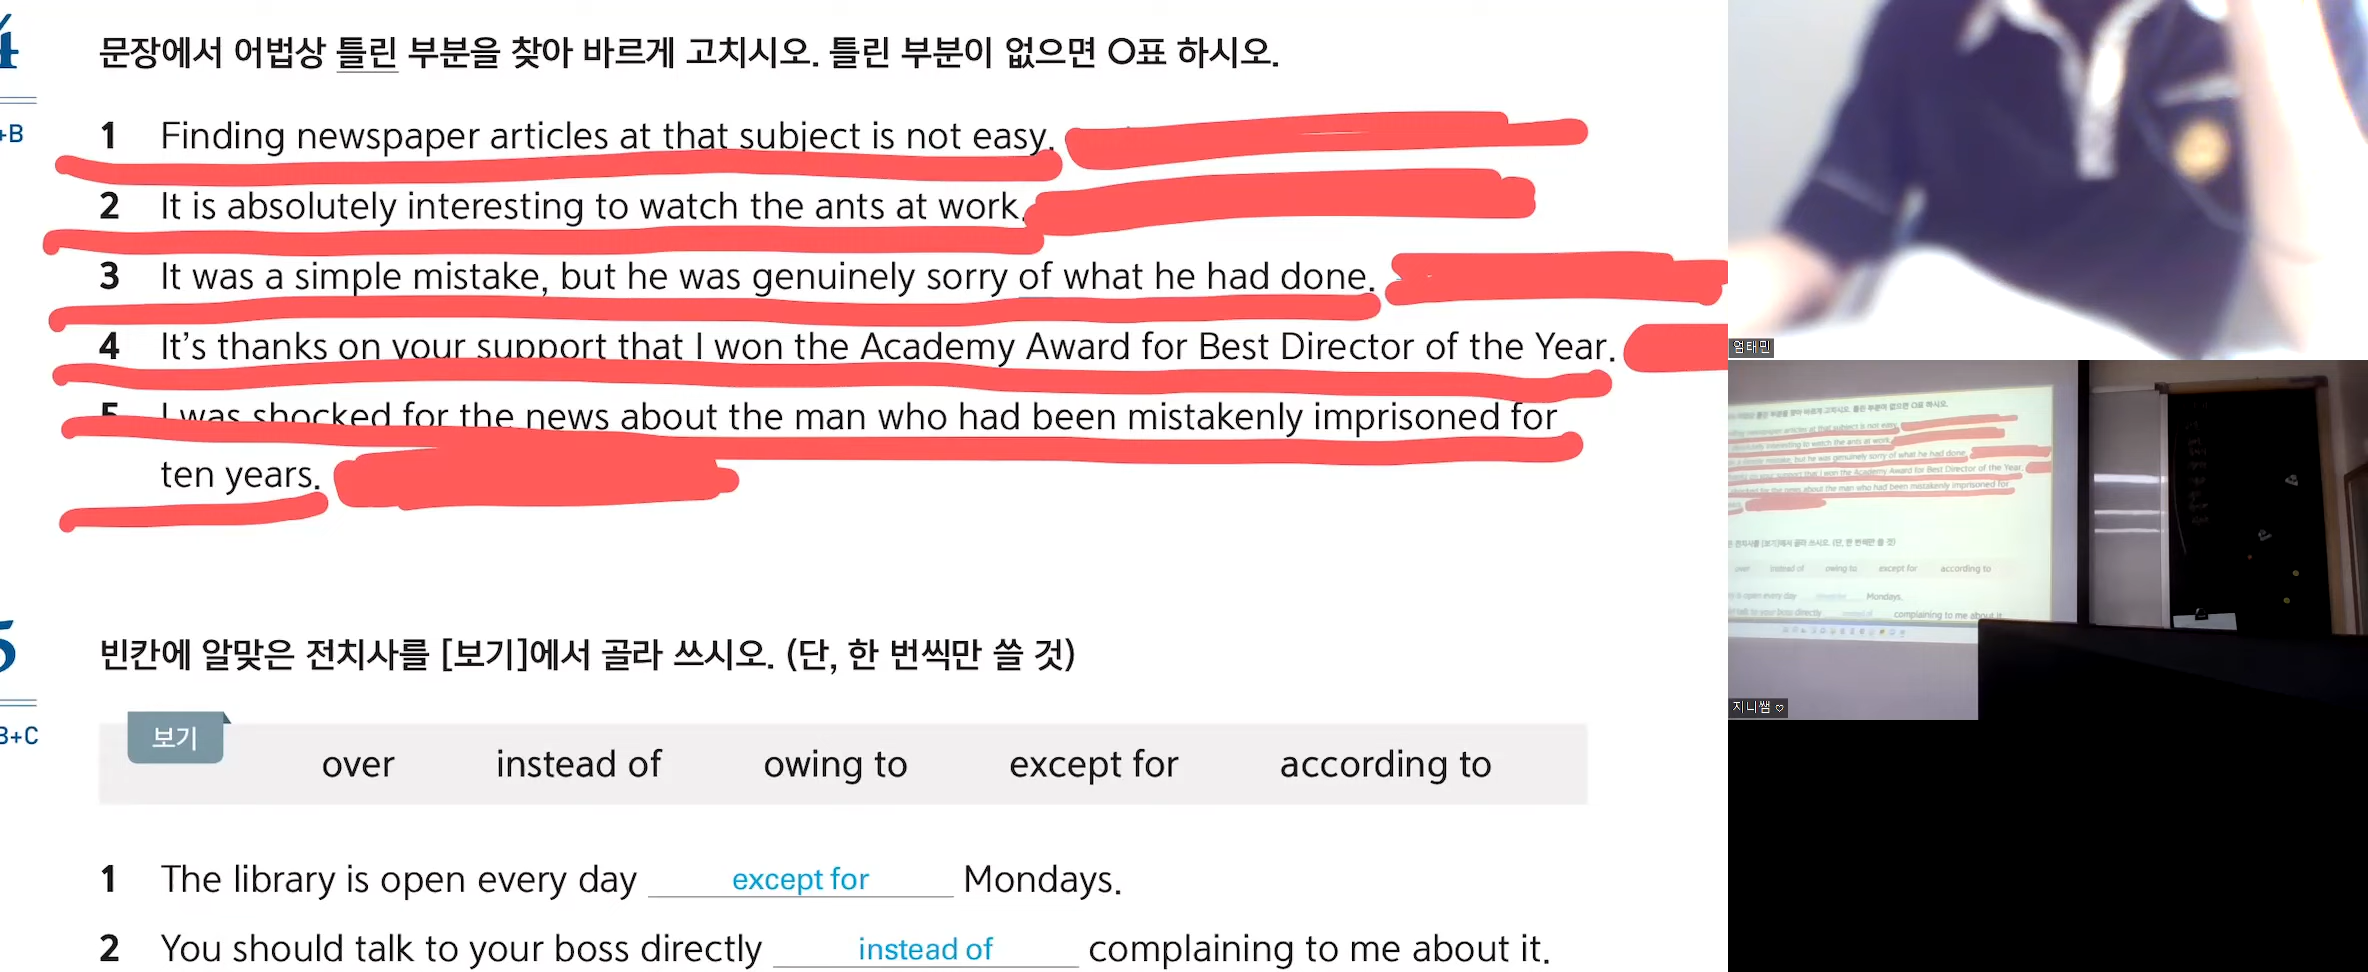 4
문장에서 어법상 틀린 부분을 찾아 바르게 고치시오. 틀린 부분이 없으면 O표 하시오.
+B
1 Finding newspaper articles at that subject is not easy.
2 It is absolutely interesting to watch the ants at work.
3 It was a simple mistake, but he was genuinely sorry of what he had done.
4 It's thanks on your support that I won the Academy Award for Best Director of the Year.
5 I was shocked for the news about the man who had been mistakenly imprisoned for
ten years.
5
빈칸에 알맞은 전치사를 [보기]에서 골라 쓰시오. (단, 한 번씩만 쓸 것)
B+C
보기
over instead of owing to except for according to
1 The library is open every day except for Mondays.
2 You should talk to your boss directly instead of complaining to me about it.
엄태민
지니쌤 ♡